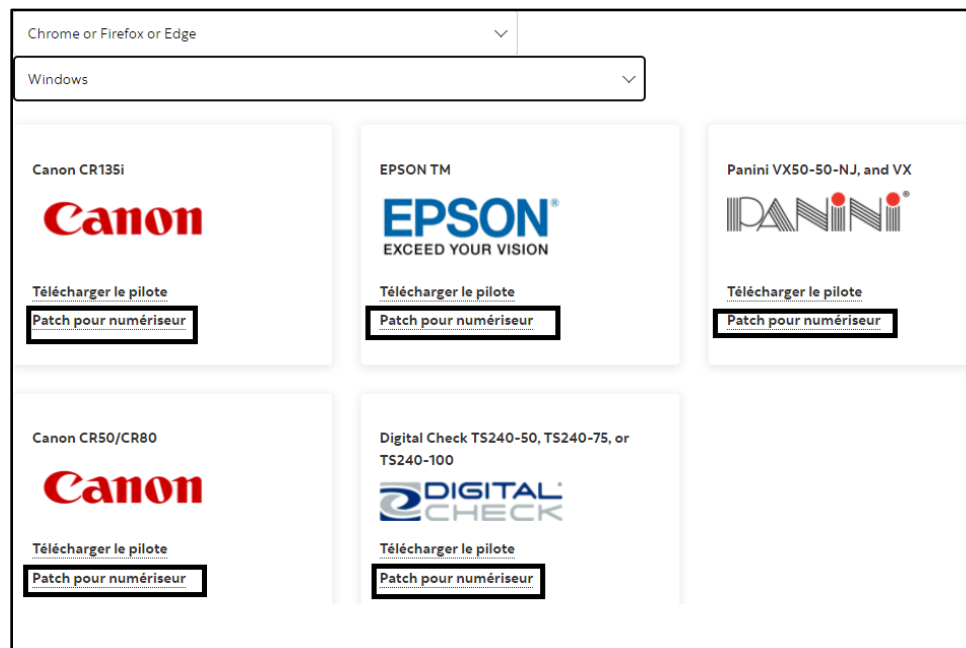 Chrome or Firefox or Edge
Windows
Canon CR135i
Canon
Télécharger le pilote
Patch pour numériseur
EPSON TM
EPSON®
EXCEED YOUR VISION
Télécharger le pilote
Patch pour numériseur
Panini VX50-50-NJ, and VX
PANINI®
Télécharger le pilote
Patch pour numériseur
Canon CR50/CR80
Canon
Télécharger le pilote
Patch pour numériseur
Digital Check TS240-50, TS240-75, or
TS240-100
DIGITAL
CHECK
Télécharger le pilote
Patch pour numériseur